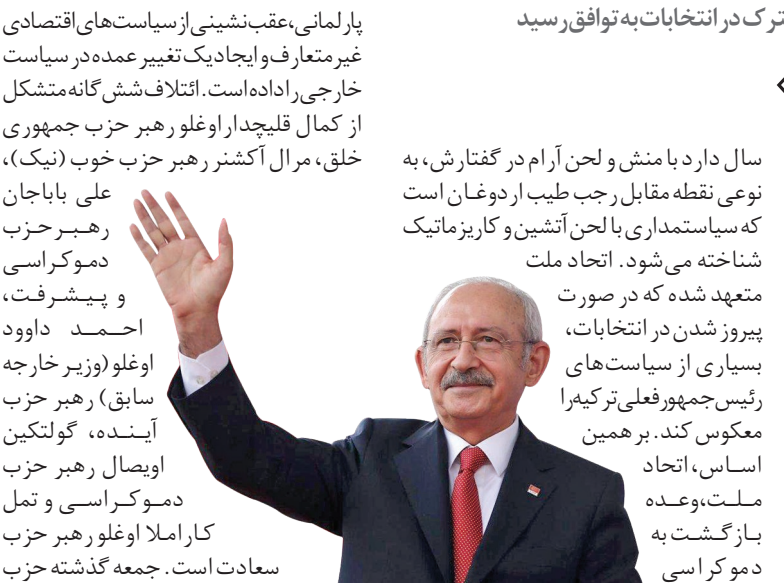 ترک در انتخابات به توافق رسید
سال دارد با منش و لحن آرام در گفتارش، به
نوعی نقطه مقابل رجب طیب اردوغان است
که سیاستمداری با لحن آتشین و کاریزماتیک
شناخته می‌شود. اتحاد ملت
متعهد شده که در صورت
پیروز شدن در انتخابات،
بسیاری از سیاست‌های
رئیس‌جمهور فعلی ترکیه را
معکوس کند. بر همین
اساس، اتحاد
ملت، وعده
بازگشت به
دموکراسی
پارلمانی، عقب‌نشینی از سیاست‌های اقتصادی
غیرمتعارف و ایجاد یک تغییر عمده در سیاست
خارجی را داده است. ائتلاف شش گانه متشکل
از کمال قلیچدار اوغلو رهبر حزب جمهوری
خلق، مرال آکشنر رهبر حزب خوب (نیک)،
علی باباجان
رهبر حزب
دموکراسی
و پیشرفت،
احمد داوود
اوغلو (وزیر خارجه
سابق) رهبر حزب
آینده، گولتکین
اویصال رهبر حزب
دموکراسی و تمل
کاراملا اوغلو رهبر حزب
سعادت است. جمعه گذشته حزب